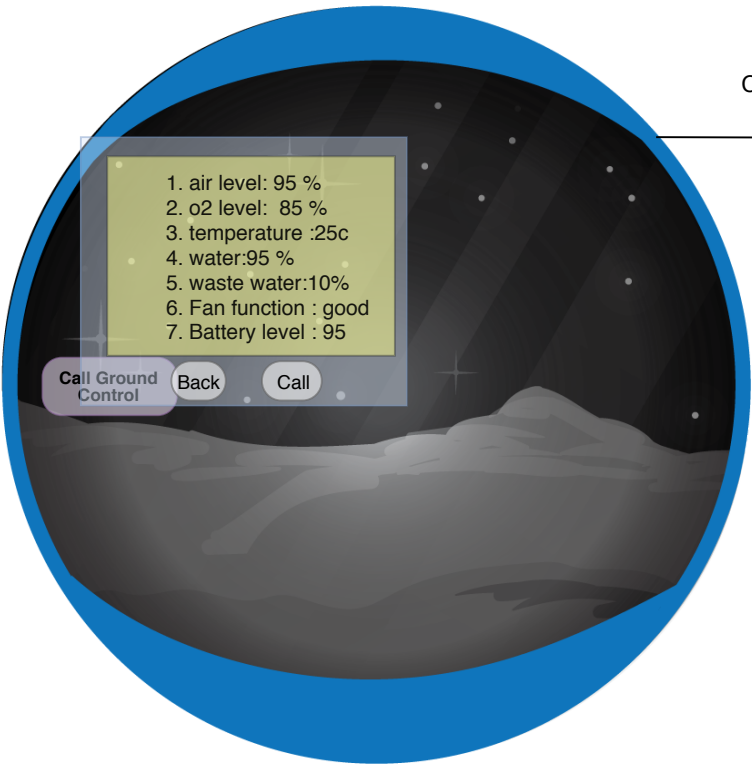 1. air level: 95 %
2. o2 level: 85 %
3. temperature :25c
4. water:95 %
5. waste water:10%
6. Fan function : good
7. Battery level : 95
Call Ground
Control
Back
Call